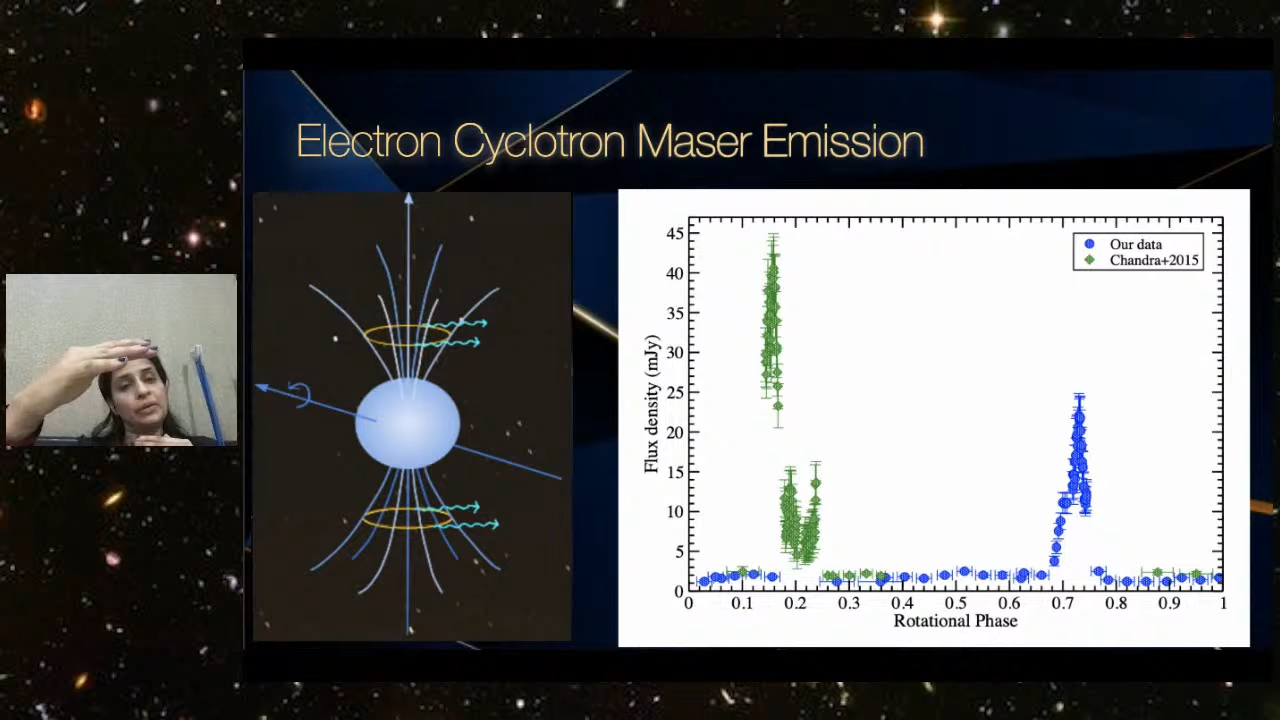 Electron Cyclotron Maser Emission
Our data
Chandra+2015
Flux density (mJy)
45
40
35
30
25
20
15
10
5
0
0 0.1 0.2 0.3 0.4 0.5 0.6 0.7 0.8 0.9 1
Rotational Phase